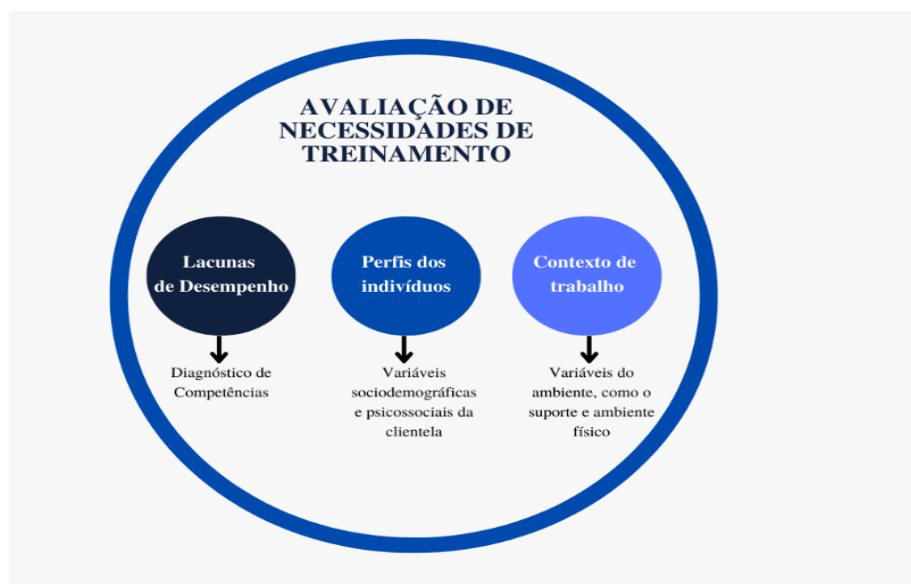 AVALIAÇÃO DE
NECESSIDADES DE
TREINAMENTO
Lacunas
de Desempenho
Diagnóstico de
Competências
Perfis dos
indivíduos
Variáveis
sociodemográficas
e psicossociais da
clientela
Contexto de
trabalho
Variáveis do
ambiente, como o
suporte e ambiente
físico